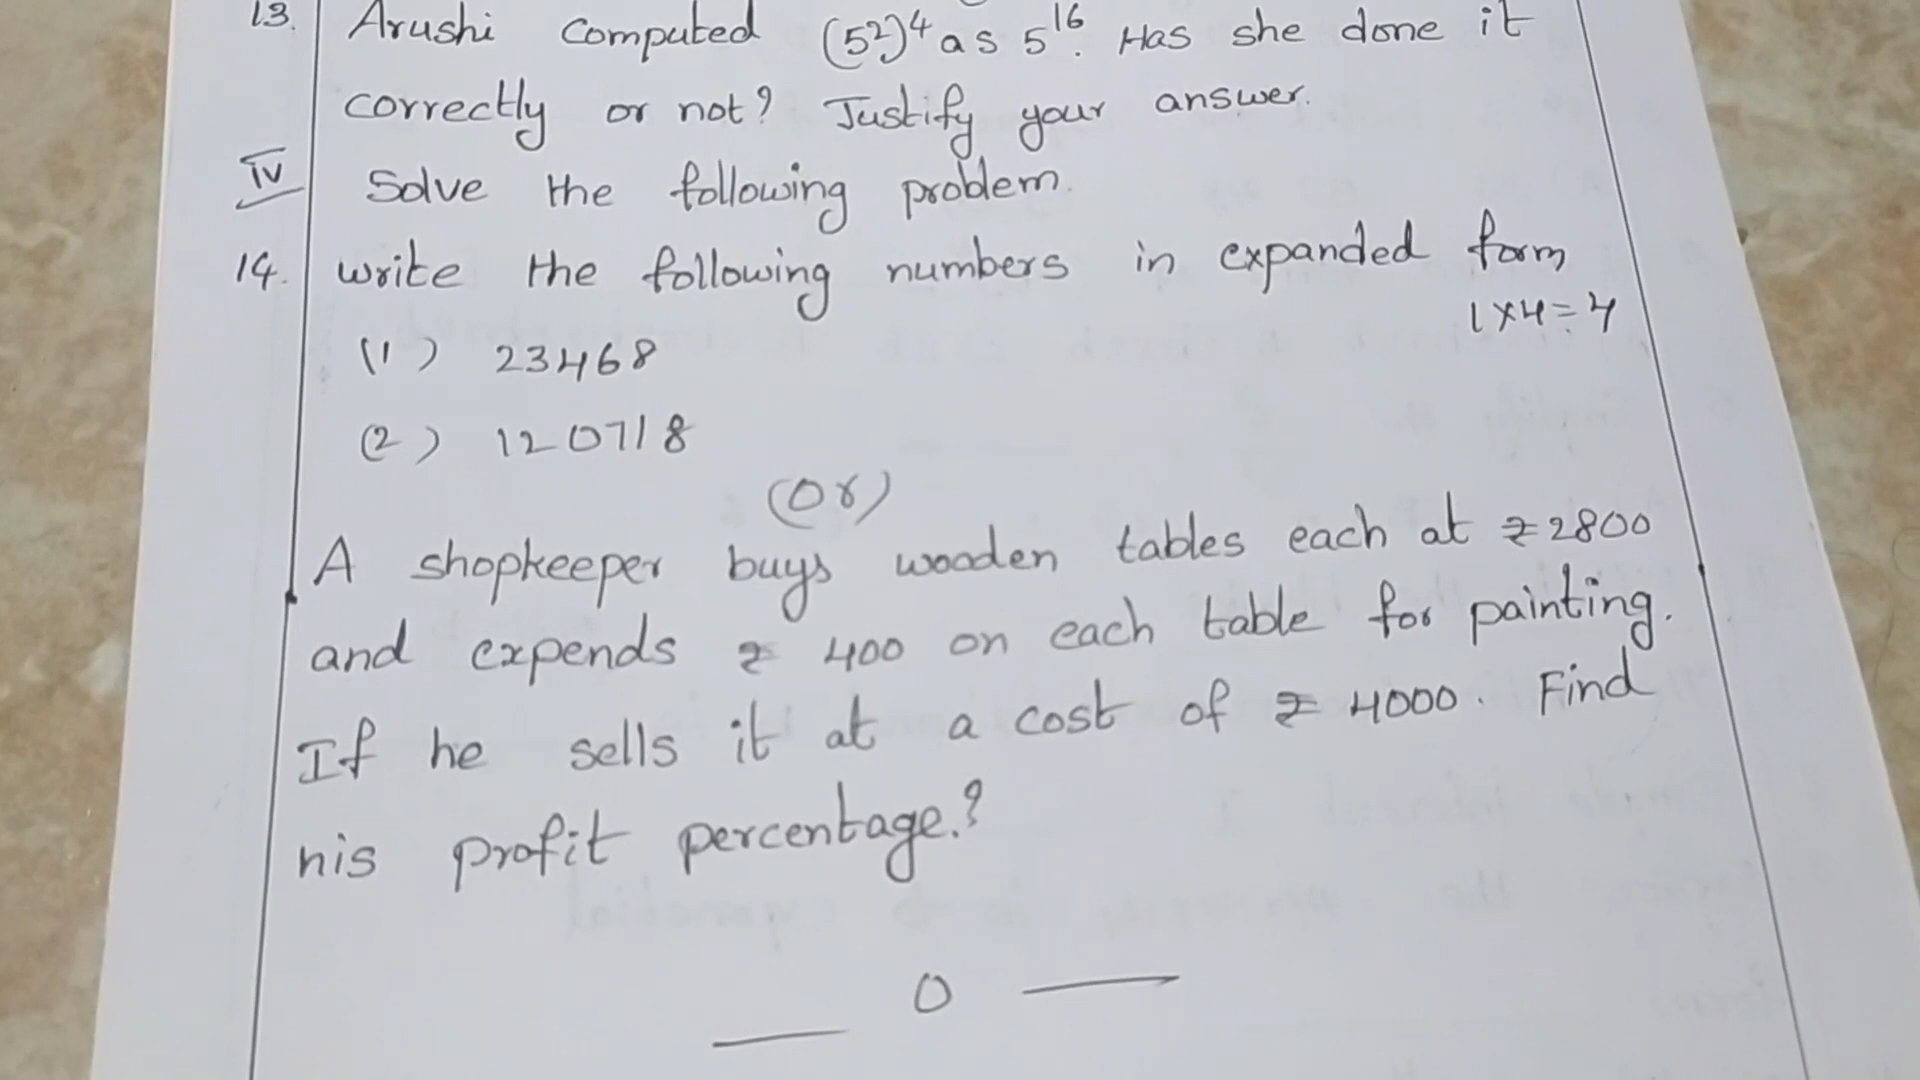 13. Arushi computed (5²)⁴ as 5¹⁶. Has she done it
correctly or not? Justify your answer.
IV Solve the following problem.
14. write the following numbers in expanded form
1×4=4
(1) 23468
(2) 120718
(Or)
A shopkeeper buys wooden tables each at ₹2800
and expends ₹ 400 on each table for painting.
If he sells it at a cost of ₹ 4000. Find
his profit percentage.?
— 0 —